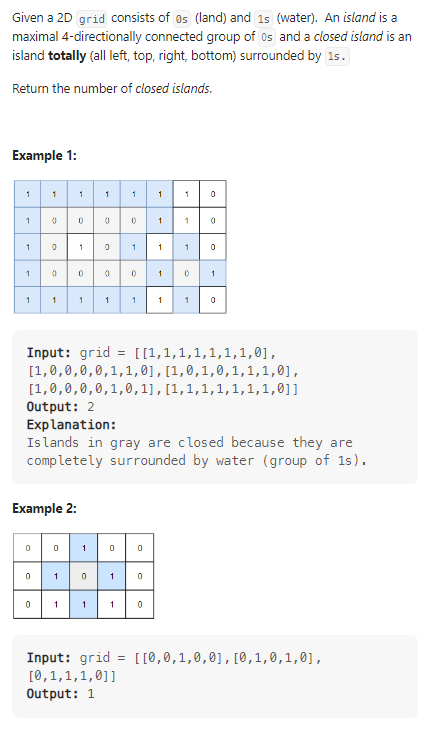 Given a 2D grid consists of 0s (land) and 1s (water). An island is a
maximal 4-directionally connected group of 0s and a closed island is an
island totally (all left, top, right, bottom) surrounded by 1s.
Return the number of closed islands.
Example 1:
1 1 1 1 1 1 1 0
1 0 0 0 0 1 1 0
1 0 1 0 1 1 1 0
1 0 0 0 0 1 0 1
1 1 1 1 1 1 1 0
Input: grid = [[1,1,1,1,1,1,1,0],
[1,0,0,0,0,1,1,0],[1,0,1,0,1,1,1,0],
[1,0,0,0,0,1,0,1],[1,1,1,1,1,1,1,0]]
Output: 2
Explanation:
Islands in gray are closed because they are
completely surrounded by water (group of 1s).
Example 2:
0 0 1 0 0
0 1 0 1 0
0 1 1 1 0
Input: grid = [[0,0,1,0,0],[0,1,0,1,0],
[0,1,1,1,0]]
Output: 1